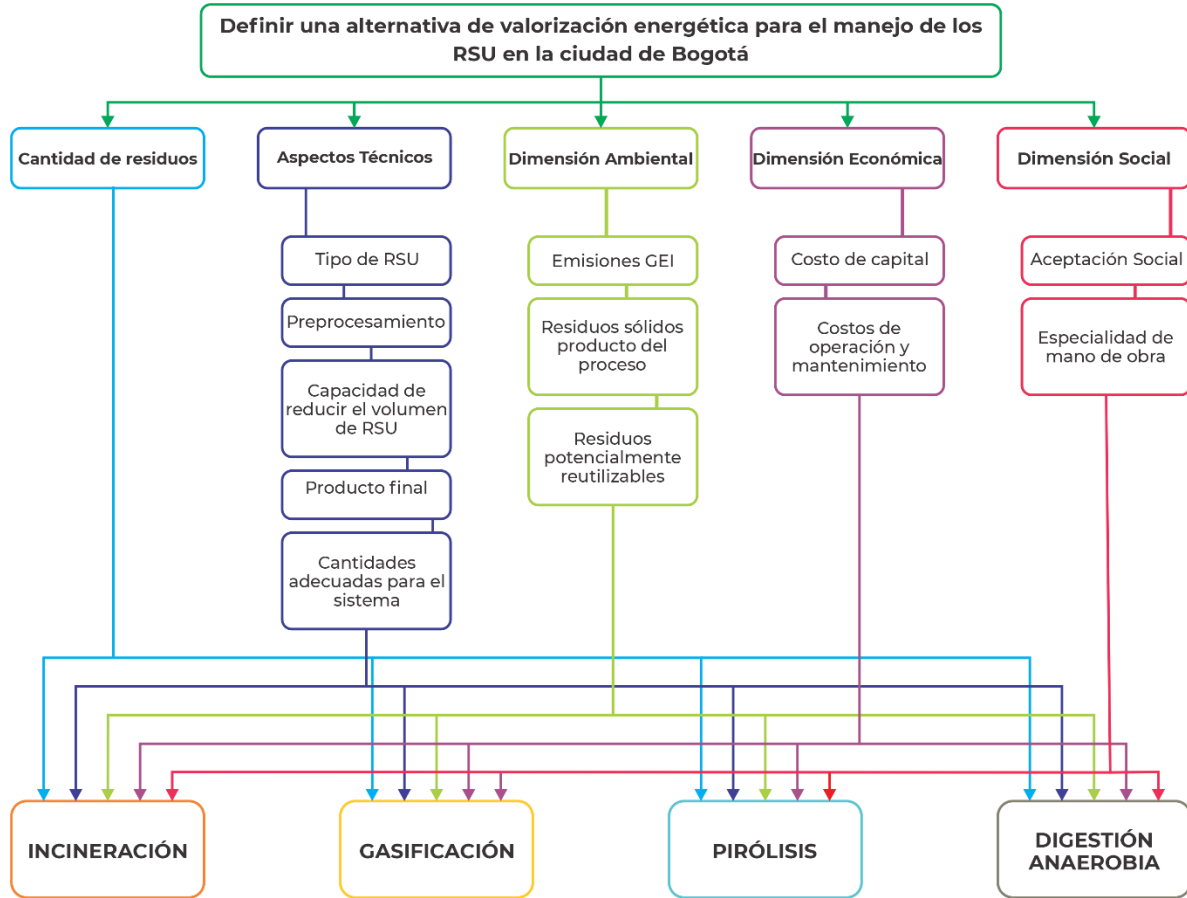 Definir una alternativa de valorización energética para el manejo de los
RSU en la ciudad de Bogotá
Cantidad de residuos
Aspectos Técnicos
Dimensión Ambiental
Dimensión Económica
Dimensión Social
Tipo de RSU
Preprocesamiento
Capacidad de
reducir el volumen
de RSU
Producto final
Cantidades
adecuadas para el
sistema
Emisiones GEI
Residuos sólidos
producto del
proceso
Residuos
potencialmente
reutilizables
Costo de capital
Costos de
operación y
mantenimiento
Aceptación Social
Especialidad de
mano de obra
INCINERACIÓN
GASIFICACIÓN
PIRÓLISIS
DIGESTIÓN
ANAEROBIA